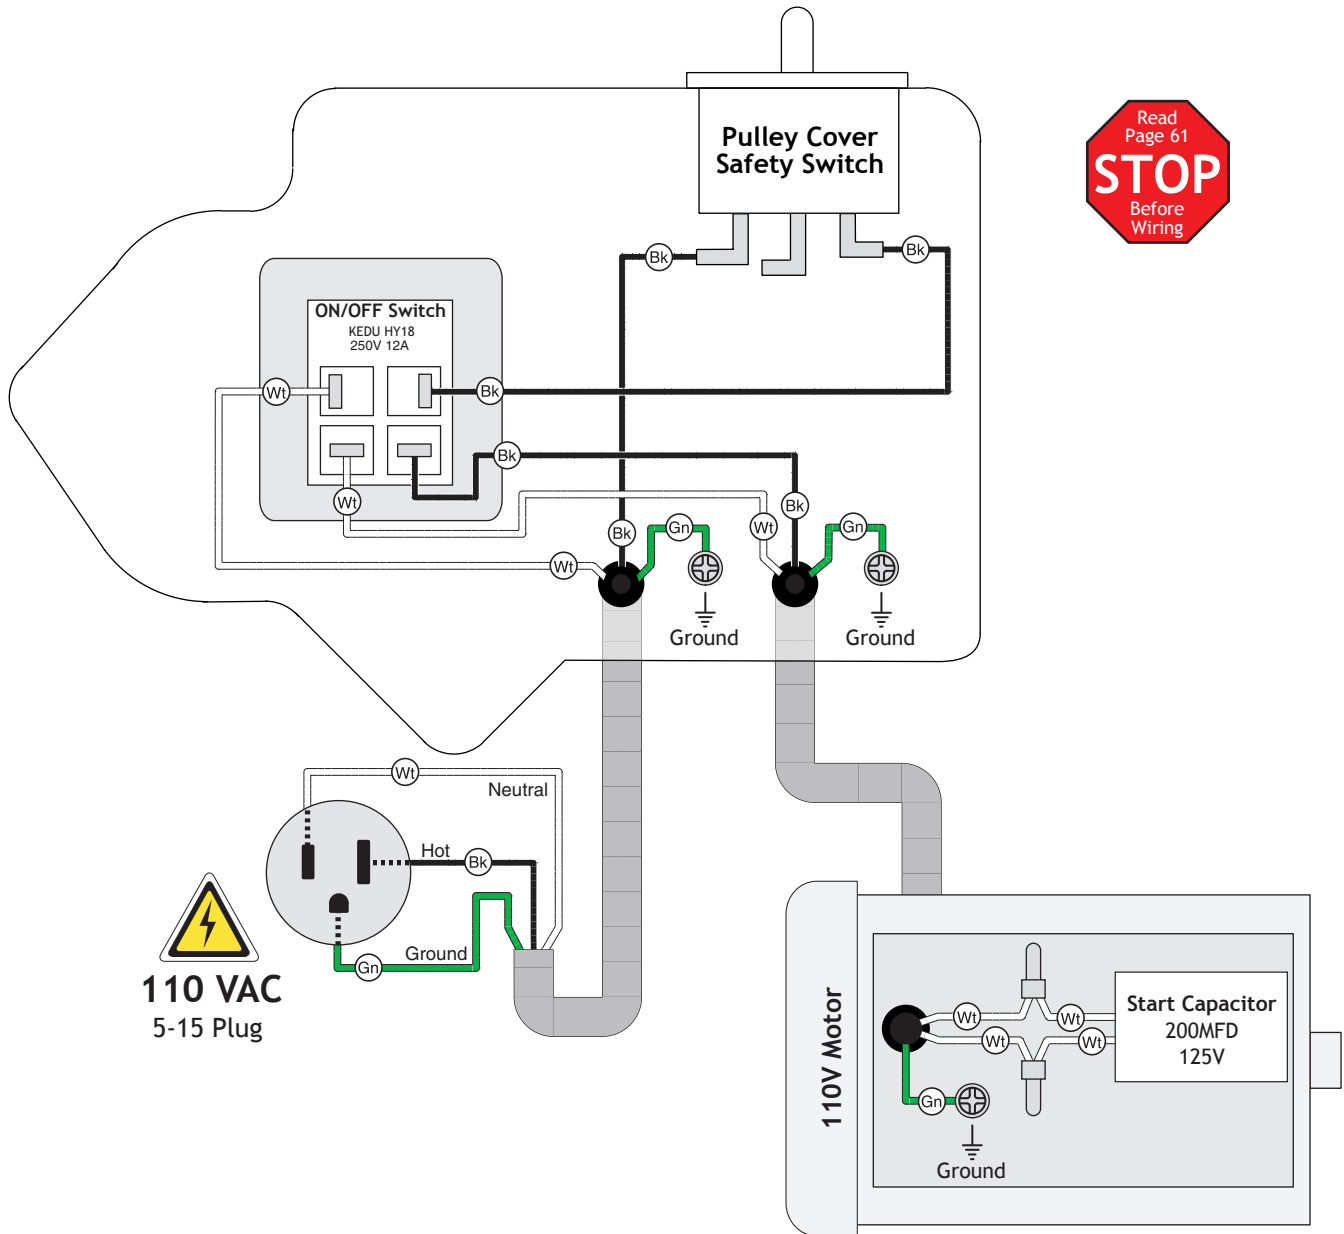 Pulley Cover
Safety Switch
Read
Page 61
STOP
Before
Wiring
Bk
Bk
ON/OFF Switch
KEDU HY18
250V 12A
Wt
Bk
Bk
Wt
Bk
Wt
Bk
Gn
Gn
Wt
Ground
Ground
Wt
Neutral
Hot
Bk
Ground
Gn
110 VAC
5-15 Plug
110V Motor
Wt
Wt
Wt
Wt
Start Capacitor
200MFD
125V
Gn
Ground